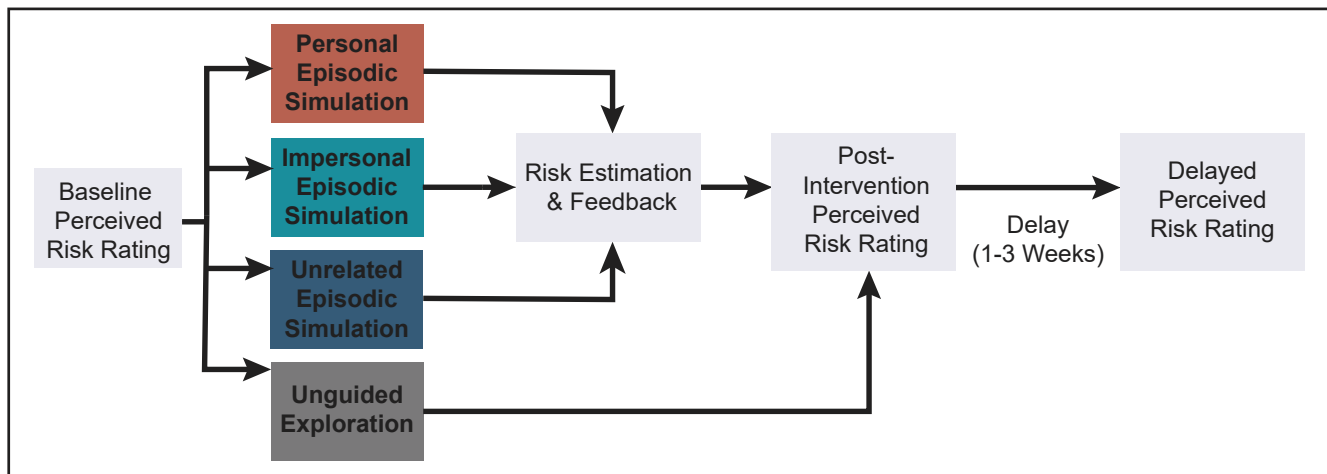 Baseline
Perceived
Risk Rating
Personal
Episodic
Simulation
Impersonal
Episodic
Simulation
Unrelated
Episodic
Simulation
Unguided
Exploration
Risk Estimation
& Feedback
Post-
Intervention
Perceived
Risk Rating
Delay
(1-3 Weeks)
Delayed
Perceived
Risk Rating